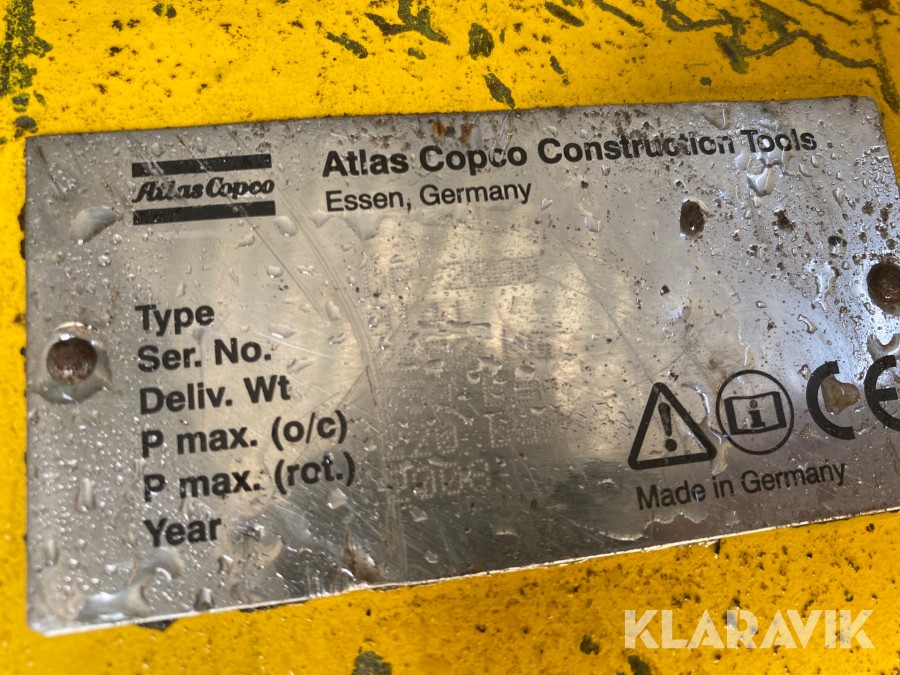 Atlas Copco
Atlas Copco Construction Tools
Essen, Germany
Type
Ser. No.
Deliv. Wt
P max. (o/c)
P max. (rot.)
Year
CE
Made in Germany
KLARAVIK